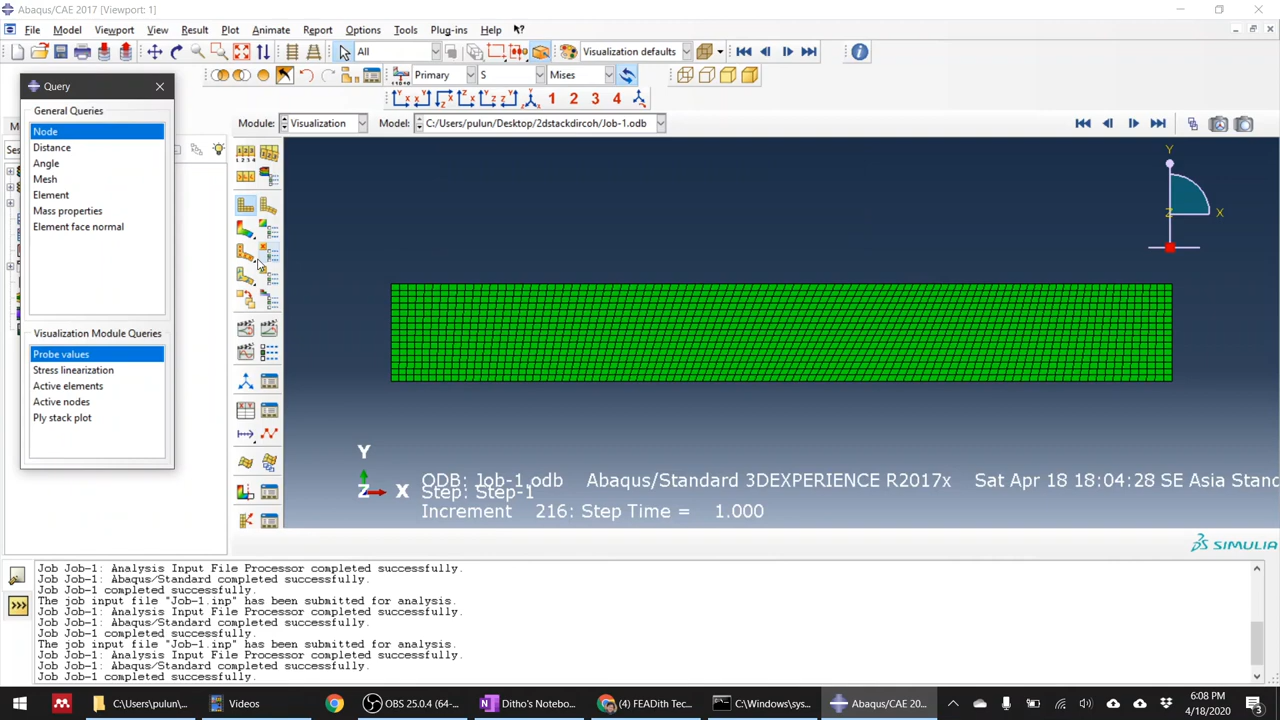 Abaqus/CAE 2017 [Viewport: 1]
File Model Viewport View Result Plot Animate Report Options Tools Plug-ins Help
All Visualization defaults
Primary S Mises
1 2 3 4
Query
General Queries
Node
Distance
Angle
Mesh
Element
Mass properties
Element face normal
Visualization Module Queries
Probe values
Stress linearization
Active elements
Active nodes
Ply stack plot
Module: Visualization Model: C:/Users/pulun/Desktop/2dstackdircoh/Job-1.odb
Y
Z X
Y
Z X
ODB: Job-1.odb Abaqus/Standard 3DEXPERIENCE R2017x Sat Apr 18 18:04:28 SE Asia Stand
Step: Step-1
Increment 216: Step Time = 1.000
SIMULIA
Job Job-1: Analysis Input File Processor completed successfully.
Job Job-1: Abaqus/Standard completed successfully.
Job Job-1 completed successfully.
The job input file "Job-1.inp" has been submitted for analysis.
Job Job-1: Analysis Input File Processor completed successfully.
Job Job-1: Abaqus/Standard completed successfully.
Job Job-1 completed successfully.
The job input file "Job-1.inp" has been submitted for analysis.
Job Job-1: Analysis Input File Processor completed successfully.
Job Job-1: Abaqus/Standard completed successfully.
Job Job-1 completed successfully.
>>>
C:\Users\pulun\... Videos OBS 25.0.4 (64-... Ditho's Notebo... (4) FEADith Tec... C:\Windows\sys... Abaqus/CAE 20...
6:08 PM
4/18/2020